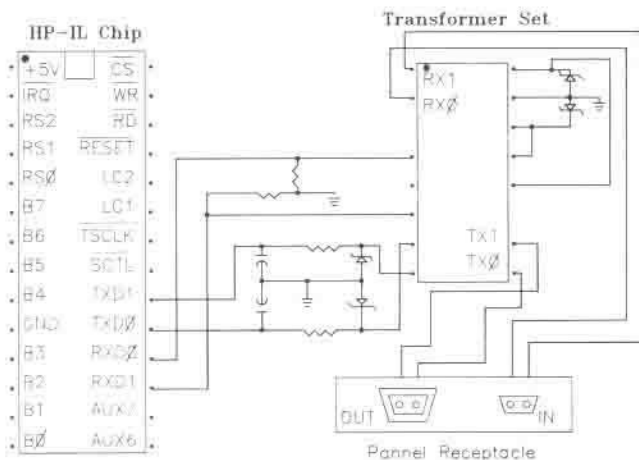 Transformer Set
HP-IL Chip
+5V CS
IRQ WR
RS2 RD
RS1 RESET
RSØ LC2
B7 LC1
B6 TSCLK
B5 SCTL
B4 TXD1
GND TXDØ
B3 RXDØ
B2 RXD1
B1 AUX7
BØ AUX6
RX1
RXØ
TX1
TXØ
OUT IN
Pannel Receptacle